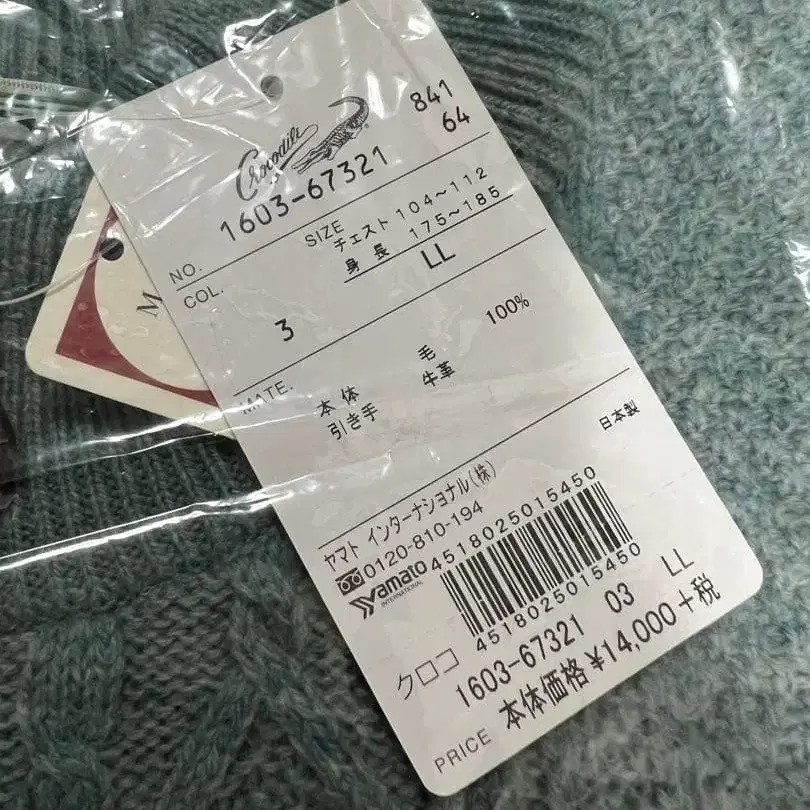 Crocodile
®
841
64
1603-67321
NO.
SIZE
チェスト 104～112
身長 175～185
LL
COL.
3
MATE.
本体 毛 100%
引き手 牛革
日本製
ヤマト インターナショナル(株)
0120-810-194
Yamato
INTERNATIONAL
4518025015450
4518025015450
クロコ 1603-67321 03 LL
PRICE 本体価格¥14,000+税
M